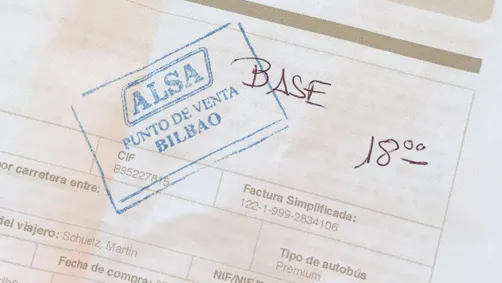 ALSA
PUNTO DE VENTA
BILBAO
BASE
18⁰⁰
CIF
por carretera entre:
Factura Simplificada:
122-1-999-2834106
del viajero: Schuetz, Martin
Tipo de autobús
Premium
Fecha de compra:
NIF/NIE/